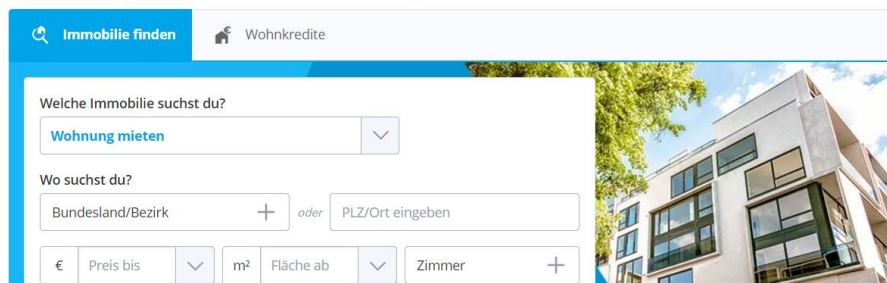 Immobilie finden
Wohnkredite
Welche Immobilie suchst du?
Wohnung mieten
Wo suchst du?
Bundesland/Bezirk oder PLZ/Ort eingeben
€ Preis bis m² Fläche ab Zimmer